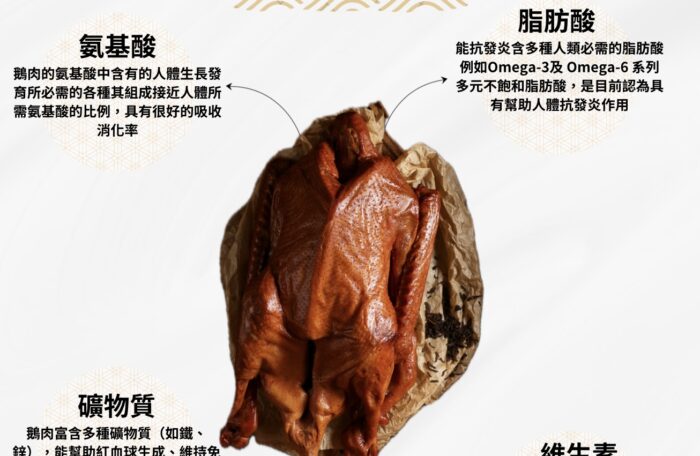 氨基酸
鵝肉的氨基酸中含有的人體生長發
育所必需的各種其組成接近人體所
需氨基酸的比例，具有很好的吸收
消化率
脂肪酸
能抗發炎含多種人類必需的脂肪酸
例如Omega-3及 Omega-6 系列
多元不飽和脂肪酸，是目前認為具
有幫助人體抗發炎作用
礦物質
鵝肉富含多種礦物質（如鐵、
鋅），能幫助紅血球生成、維持免
維生素